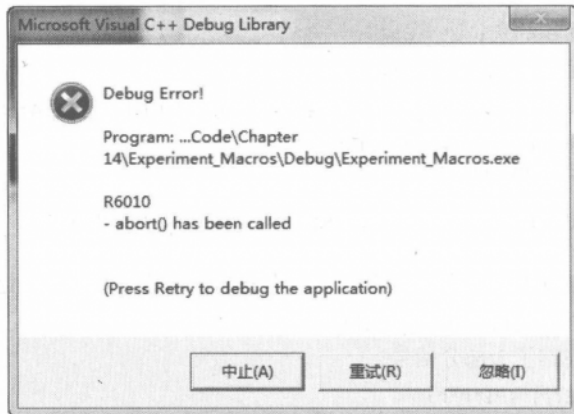 Microsoft Visual C++ Debug Library
Debug Error!
Program: ...Code\Chapter
14\Experiment_Macros\Debug\Experiment_Macros.exe
R6010
- abort() has been called
(Press Retry to debug the application)
中止(A)
重试(R)
忽略(I)